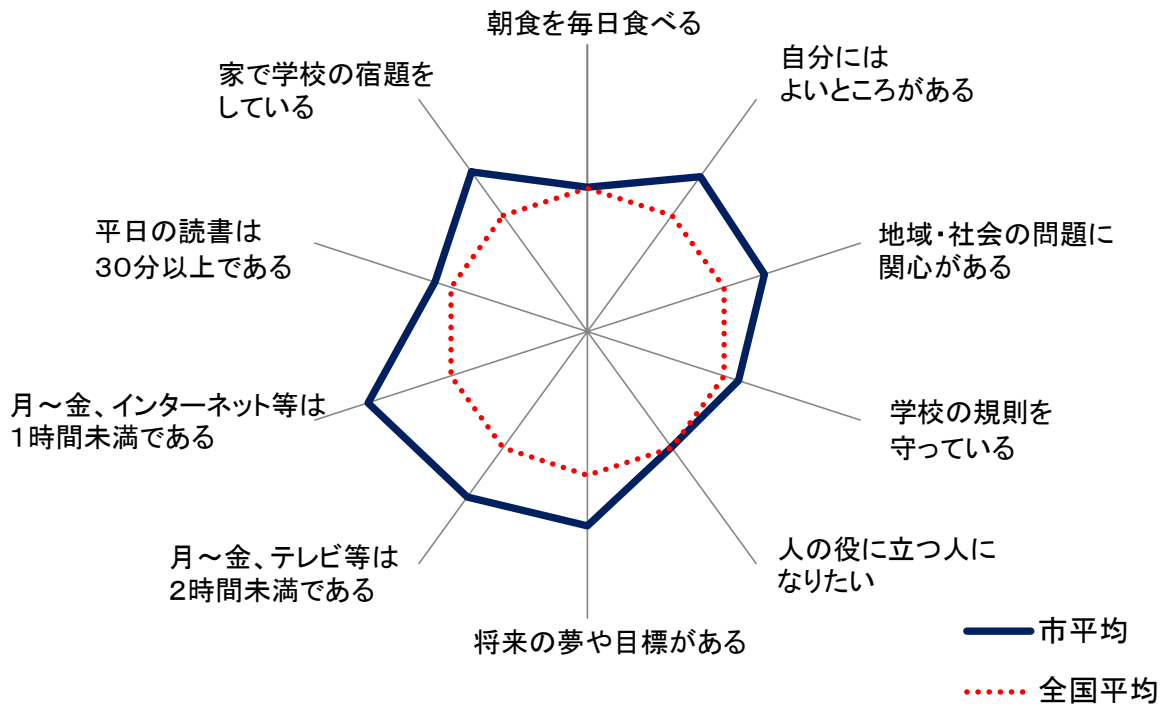 朝食を毎日食べる
自分には
よいところがある
地域・社会の問題に
関心がある
学校の規則を
守っている
人の役に立つ人に
なりたい
将来の夢や目標がある
月～金、テレビ等は
２時間未満である
月～金、インターネット等は
１時間未満である
平日の読書は
３０分以上である
家で学校の宿題を
している
市平均
全国平均